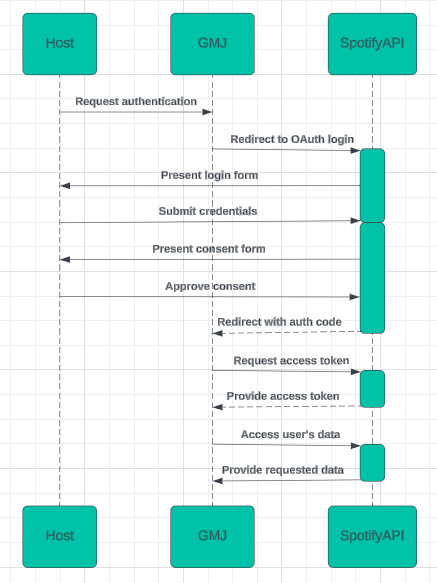 Host
GMJ
SpotifyAPI
Request authentication
Redirect to OAuth login
Present login form
Submit credentials
Present consent form
Approve consent
Redirect with auth code
Request access token
Provide access token
Access user's data
Provide requested data
Host
GMJ
SpotifyAPI